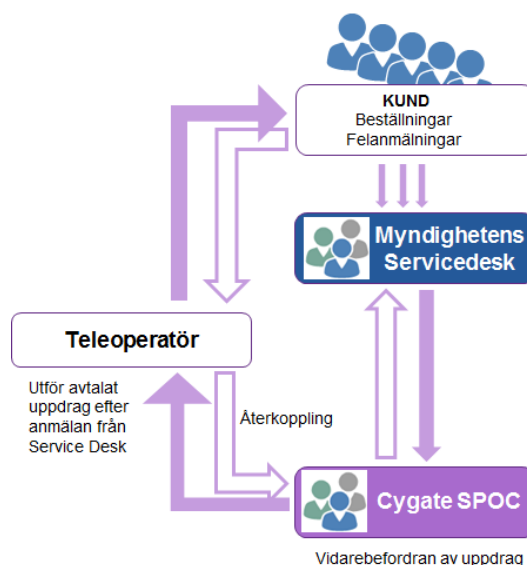 KUND
Beställningar
Felanmälningar
Myndighetens
Servicedesk
Teleoperatör
Utför avtalat
uppdrag efter
anmälan från
Service Desk
Återkoppling
Cygate SPOC
Vidarebefordran av uppdrag